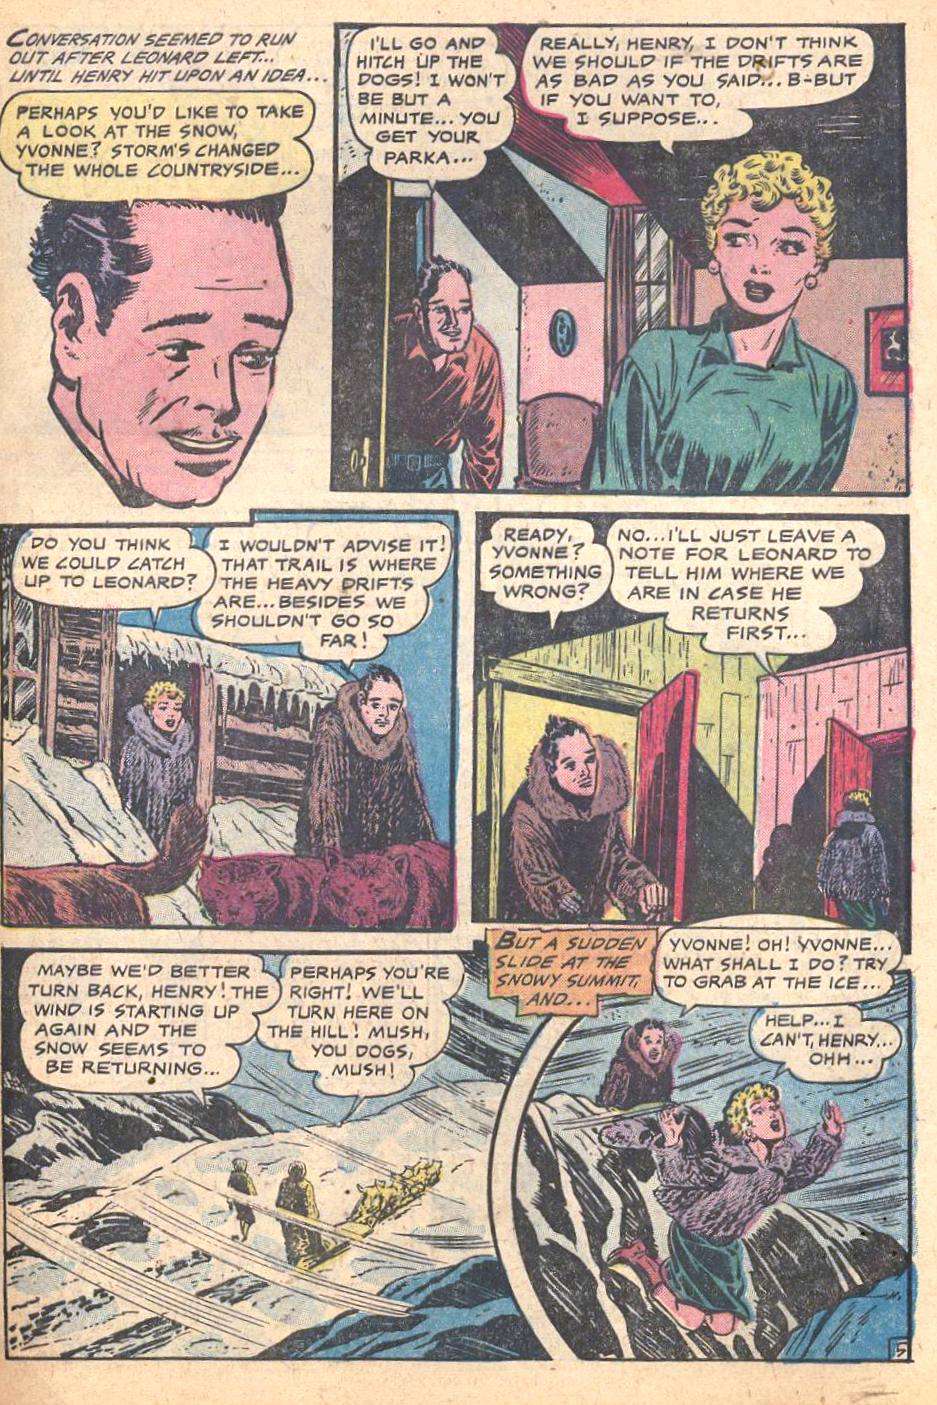 CONVERSATION SEEMED TO RUN
OUT AFTER LEONARD LEFT...
UNTIL HENRY HIT UPON AN IDEA...
PERHAPS YOU'D LIKE TO TAKE
A LOOK AT THE SNOW,
YVONNE? STORM'S CHANGED
THE WHOLE COUNTRYSIDE...
I'LL GO AND
HITCH UP THE
DOGS! I WON'T
BE BUT A
MINUTE... YOU
GET YOUR
PARKA...
REALLY, HENRY, I DON'T THINK
WE SHOULD IF THE DRIFTS ARE
AS BAD AS YOU SAID... B-BUT
IF YOU WANT TO,
I SUPPOSE...
DO YOU THINK
WE COULD CATCH
UP TO LEONARD?
I WOULDN'T ADVISE IT!
THAT TRAIL IS WHERE
THE HEAVY DRIFTS
ARE... BESIDES WE
SHOULDN'T GO SO
FAR!
READY,
YVONNE?
SOMETHING
WRONG?
NO... I'LL JUST LEAVE A
NOTE FOR LEONARD TO
TELL HIM WHERE WE
ARE IN CASE HE
RETURNS
FIRST...
MAYBE WE'D BETTER
TURN BACK, HENRY! THE
WIND IS STARTING UP
AGAIN AND THE
SNOW SEEMS TO
BE RETURNING...
PERHAPS YOU'RE
RIGHT! WE'LL
TURN HERE ON
THE HILL! MUSH,
YOU DOGS,
MUSH!
BUT A SUDDEN
SLIDE AT THE
SNOWY SUMMIT,
AND...
YVONNE! OH! YVONNE...
WHAT SHALL I DO? TRY
TO GRAB AT THE ICE...
HELP... I
CAN'T, HENRY...
OHH...
5